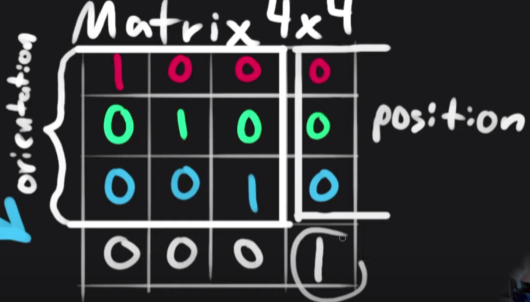 Matrix 4x4
orientation
1 0 0 0
0 1 0 0
position
0 0 1 0
0 0 0 1